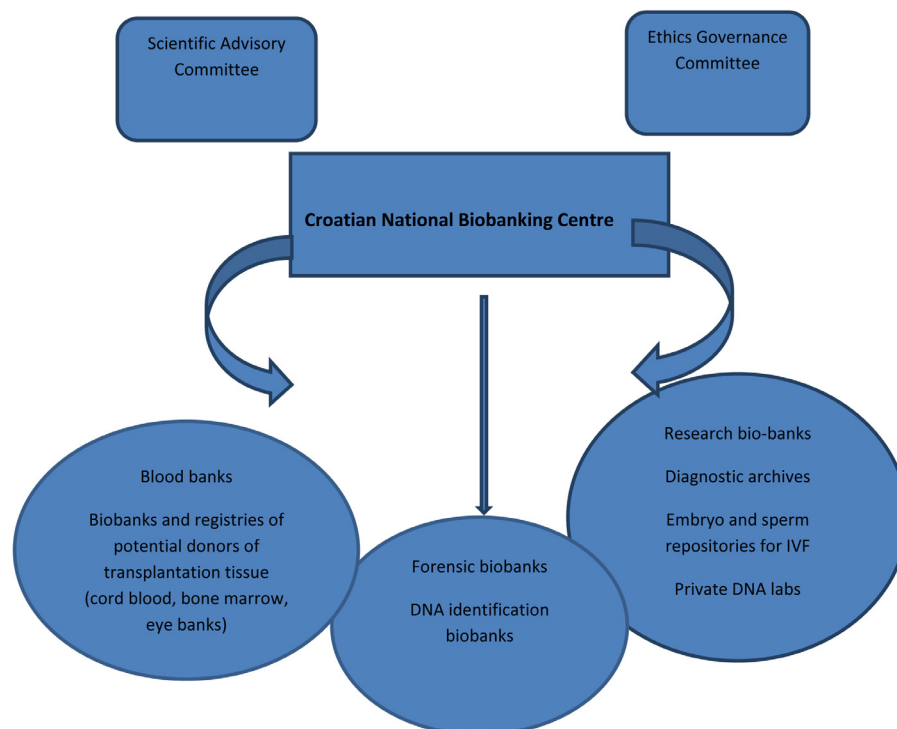 Scientific Advisory
Committee
Ethics Governance
Committee
Croatian National Biobanking Centre
Blood banks
Biobanks and registries of
potential donors of
transplantation tissue
(cord blood, bone marrow,
eye banks)
Forensic biobanks
DNA identification
biobanks
Research bio-banks
Diagnostic archives
Embryo and sperm
repositories for IVF
Private DNA labs